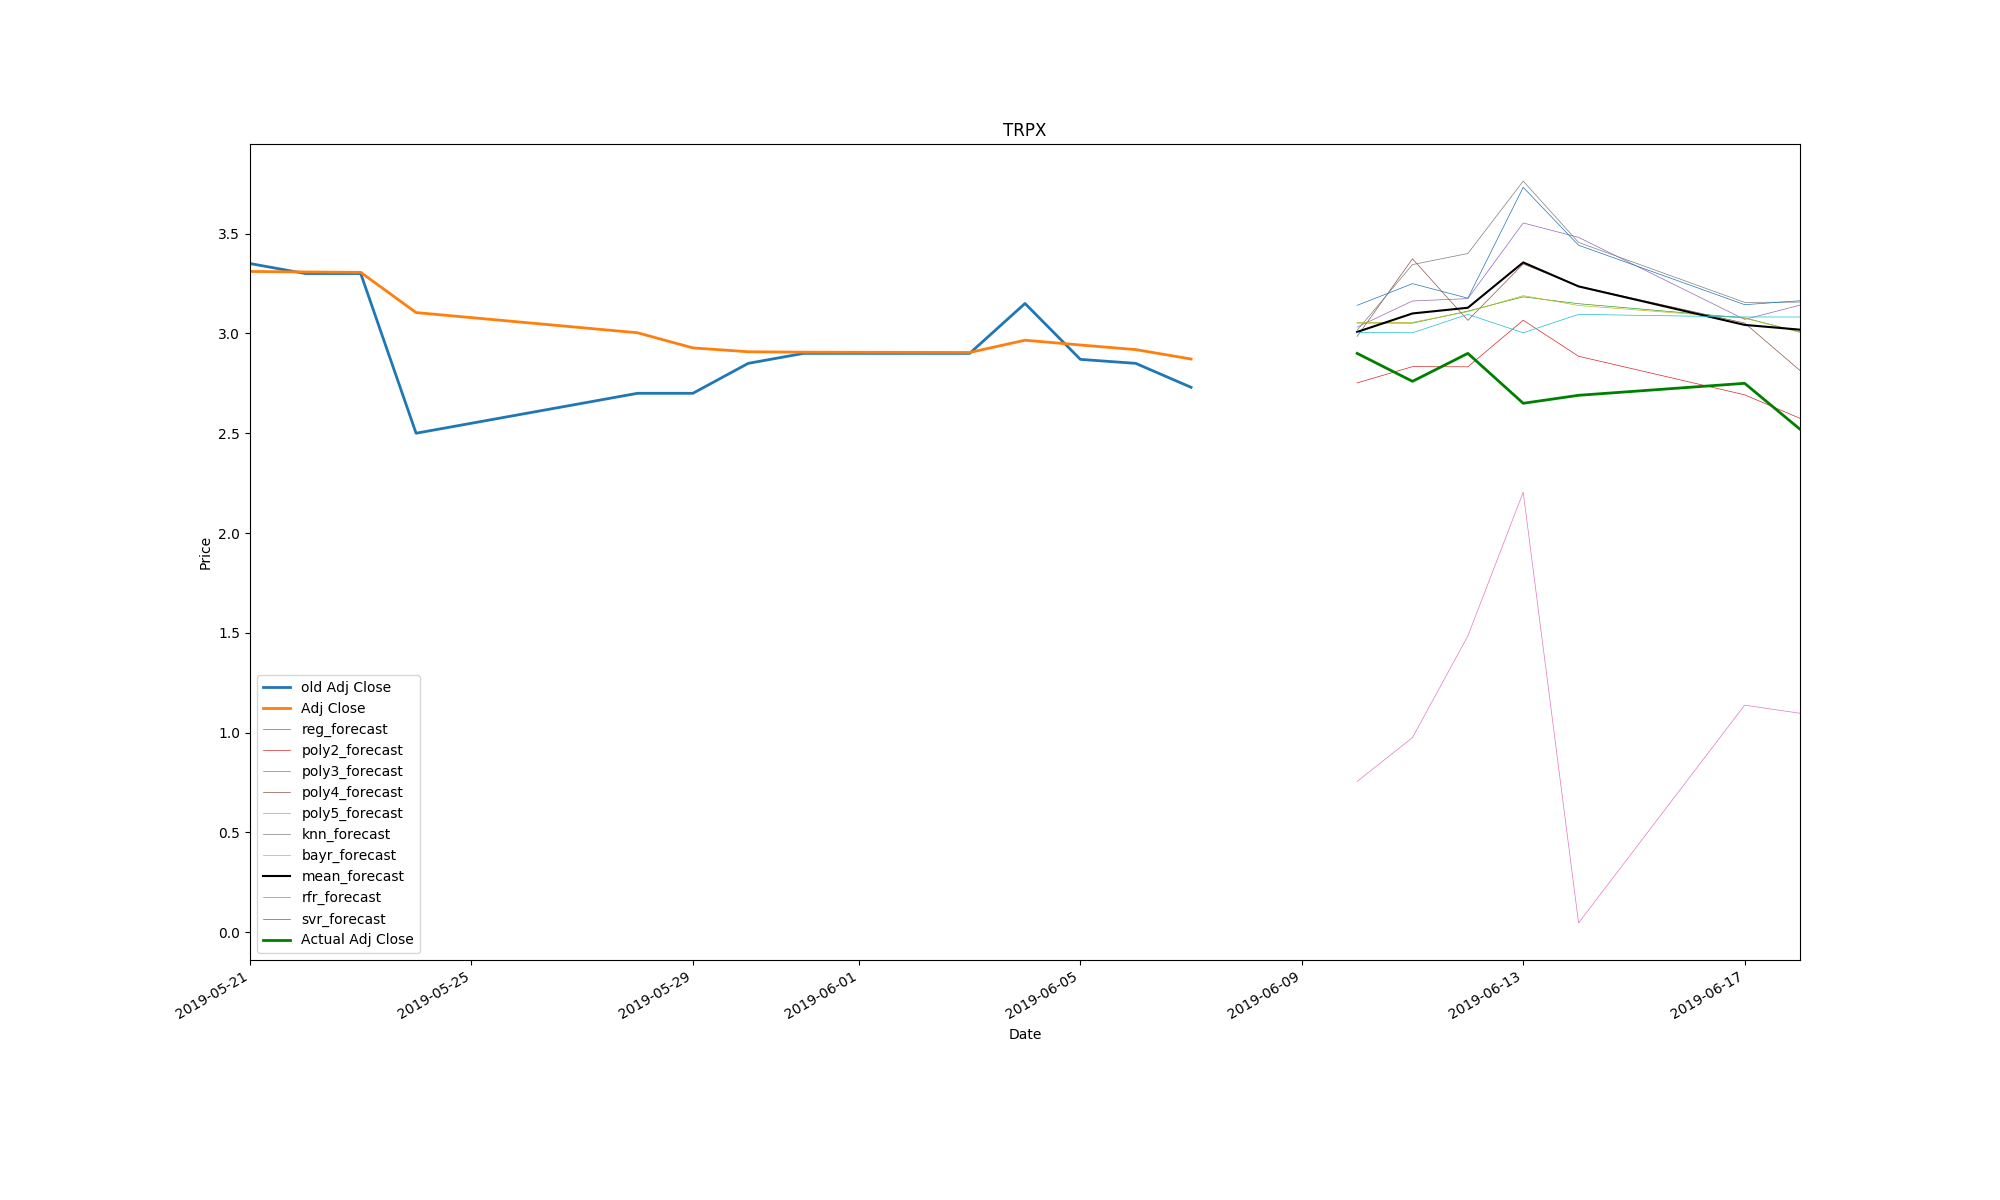 TRPX
3.5
3.0
2.5
2.0
1.5
1.0
0.5
0.0
Price
old Adj Close
Adj Close
reg_forecast
poly2_forecast
poly3_forecast
poly4_forecast
poly5_forecast
knn_forecast
bayr_forecast
mean_forecast
rfr_forecast
svr_forecast
Actual Adj Close
2019-05-21
2019-05-25
2019-05-29
2019-06-01
2019-06-05
2019-06-09
2019-06-13
2019-06-17
Date